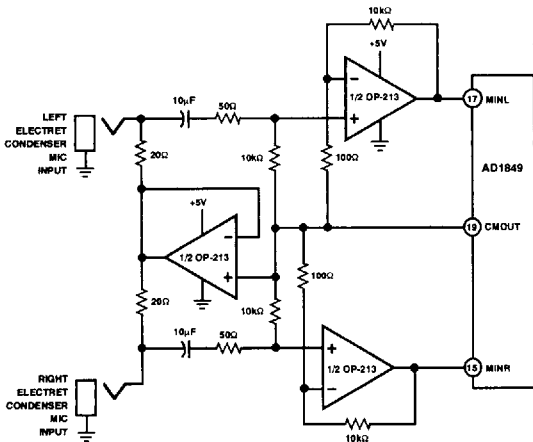 10kΩ
+5V
LEFT
ELECTRET
CONDENSER
MIC
INPUT
10µF
50Ω
1/2 OP-213
−
+
17
MINL
20Ω
10kΩ
100Ω
AD1849
+5V
−
1/2 OP-213
+
19
CMOUT
20Ω
10kΩ
100Ω
10µF
50Ω
+
1/2 OP-213
−
15
MINR
RIGHT
ELECTRET
CONDENSER
MIC
INPUT
10kΩ